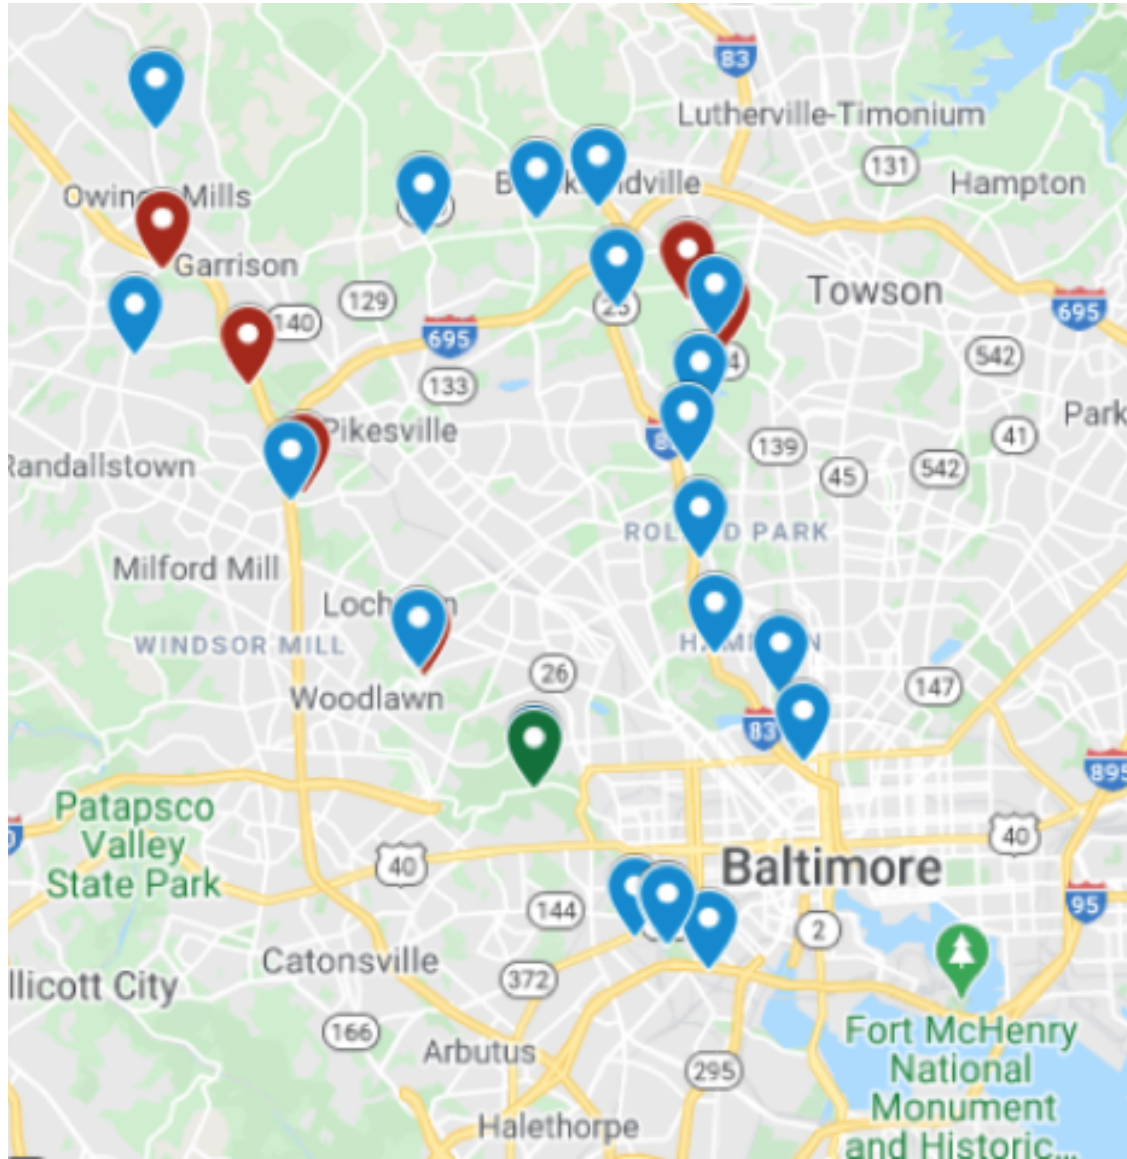 83
Lutherville-Timonium
131
Hampton
Mills
Garrison
129
140
Towson
695
695
542
133
Park
41
Pikesville
139
542
45
Randallstown
PARK
Milford Mill
WINDSOR MILL
26
147
Woodlawn
83
895
Patapsco
Valley
State Park
40
40
Baltimore
95
144
2
Catonsville
372
llicott City
166
Fort McHenry
National
Monument
and Historic...
Arbutus
295
Halethorpe